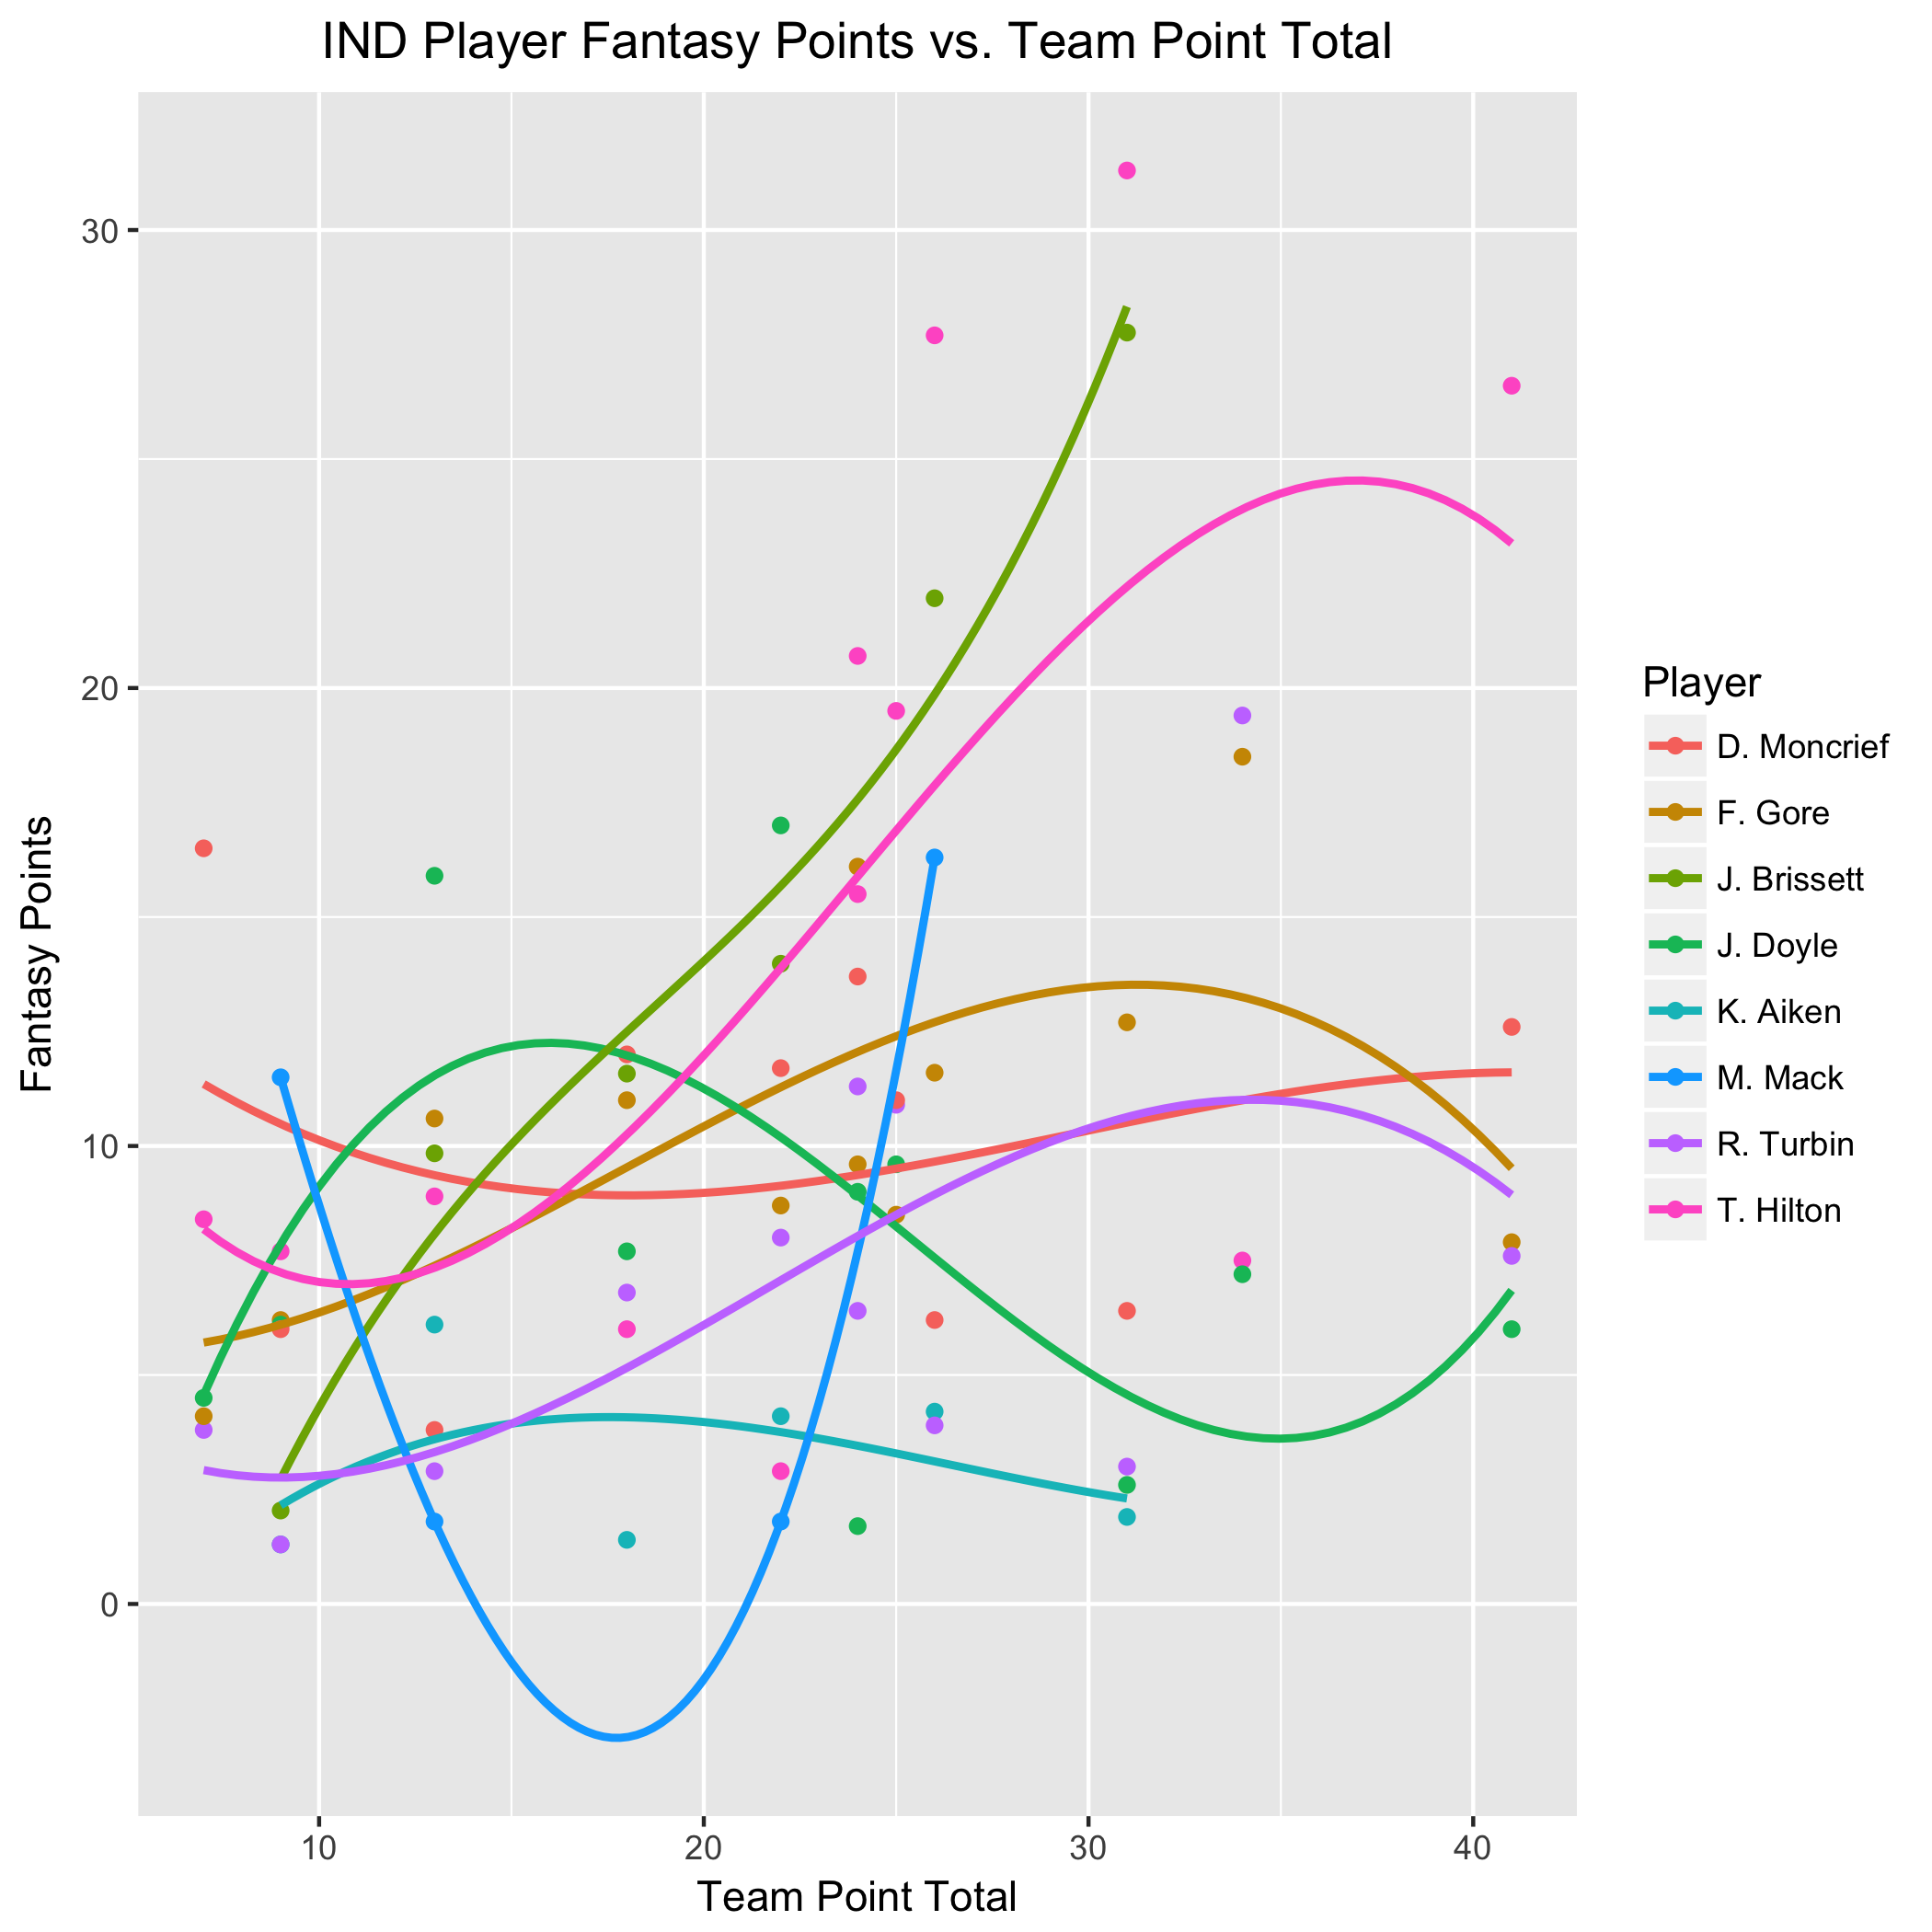 IND Player Fantasy Points vs. Team Point Total
30
20
10
0
Fantasy Points
10
20
30
40
Team Point Total
Player
D. Moncrief
F. Gore
J. Brissett
J. Doyle
K. Aiken
M. Mack
R. Turbin
T. Hilton